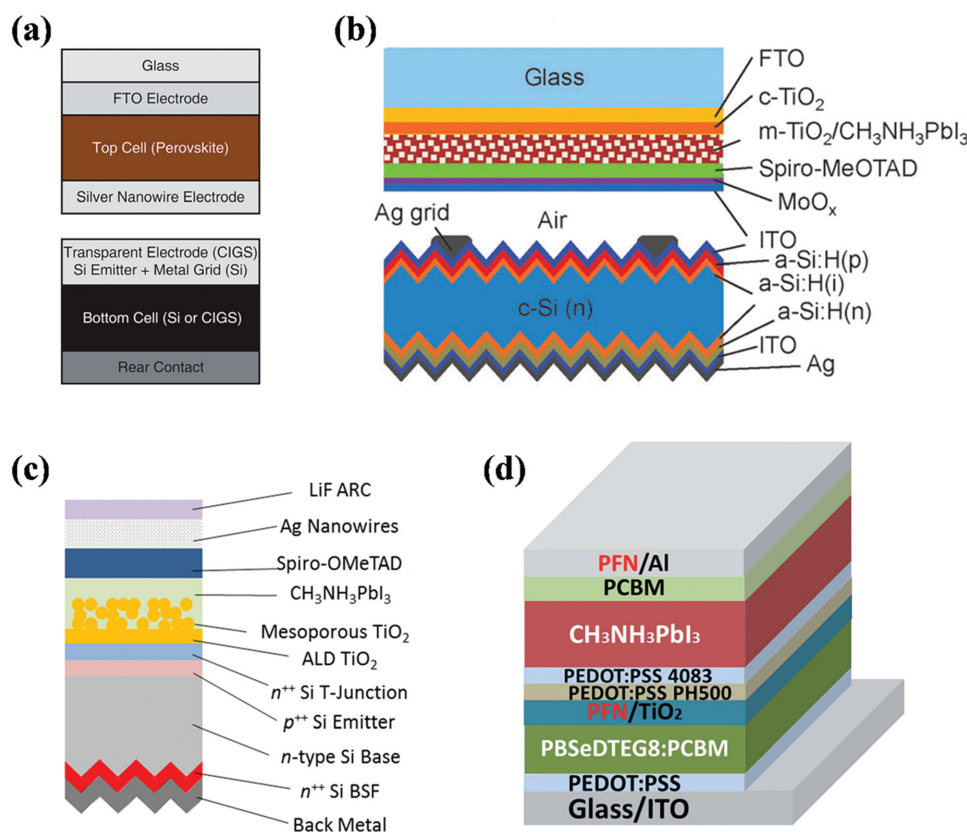 (a)
Glass
FTO Electrode
Top Cell (Perovskite)
Silver Nanowire Electrode
Transparent Electrode (CIGS)
Si Emitter + Metal Grid (Si)
Bottom Cell (Si or CIGS)
Rear Contact
(b)
Glass
FTO
c-TiO₂
m-TiO₂/CH₃NH₃PbI₃
Spiro-MeOTAD
MoOₓ
Ag grid
Air
ITO
a-Si:H(p)
a-Si:H(i)
c-Si (n)
a-Si:H(n)
ITO
Ag
(c)
LiF ARC
Ag Nanowires
Spiro-OMeTAD
CH₃NH₃PbI₃
Mesoporous TiO₂
ALD TiO₂
n⁺⁺ Si T-Junction
p⁺⁺ Si Emitter
n-type Si Base
n⁺⁺ Si BSF
Back Metal
(d)
PFN/Al
PCBM
CH₃NH₃PbI₃
PEDOT:PSS 4083
PEDOT:PSS PH500
PFN/TiO₂
PBSeDTEG8:PCBM
PEDOT:PSS
Glass/ITO